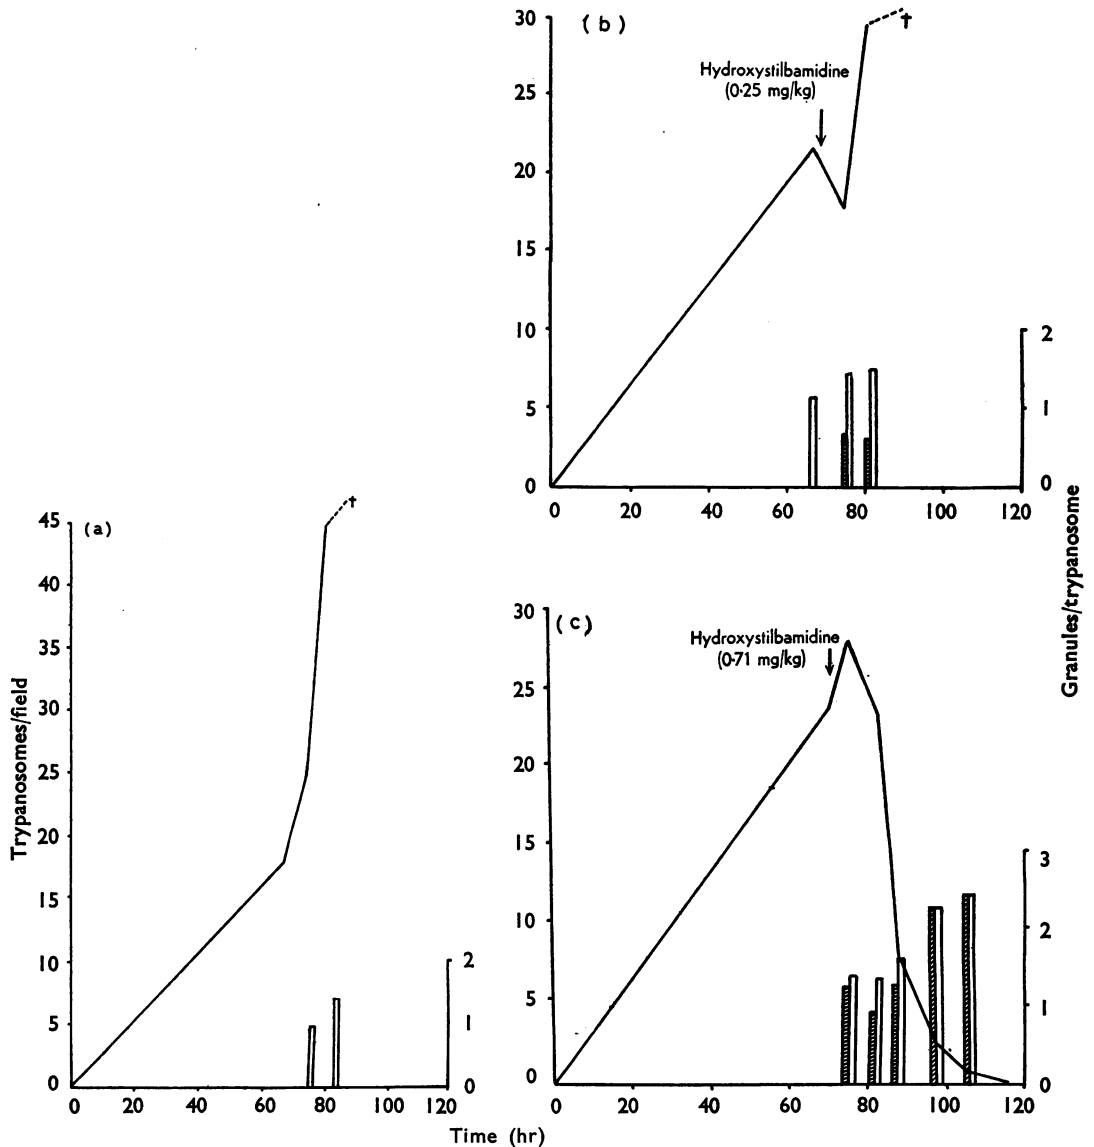 (b)
Hydroxystilbamidine
(0·25 mg/kg)
†
30
25
20
15
10
5
0
2
1
0
0 20 40 60 80 100 120
(a)
†
45
40
35
30
25
20
15
10
5
0
2
1
0
0 20 40 60 80 100 120
Trypanosomes/field
(c)
Hydroxystilbamidine
(0·71 mg/kg)
30
25
20
15
10
5
0
3
2
1
0
0 20 40 60 80 100 120
Granules/trypanosome
Time (hr)